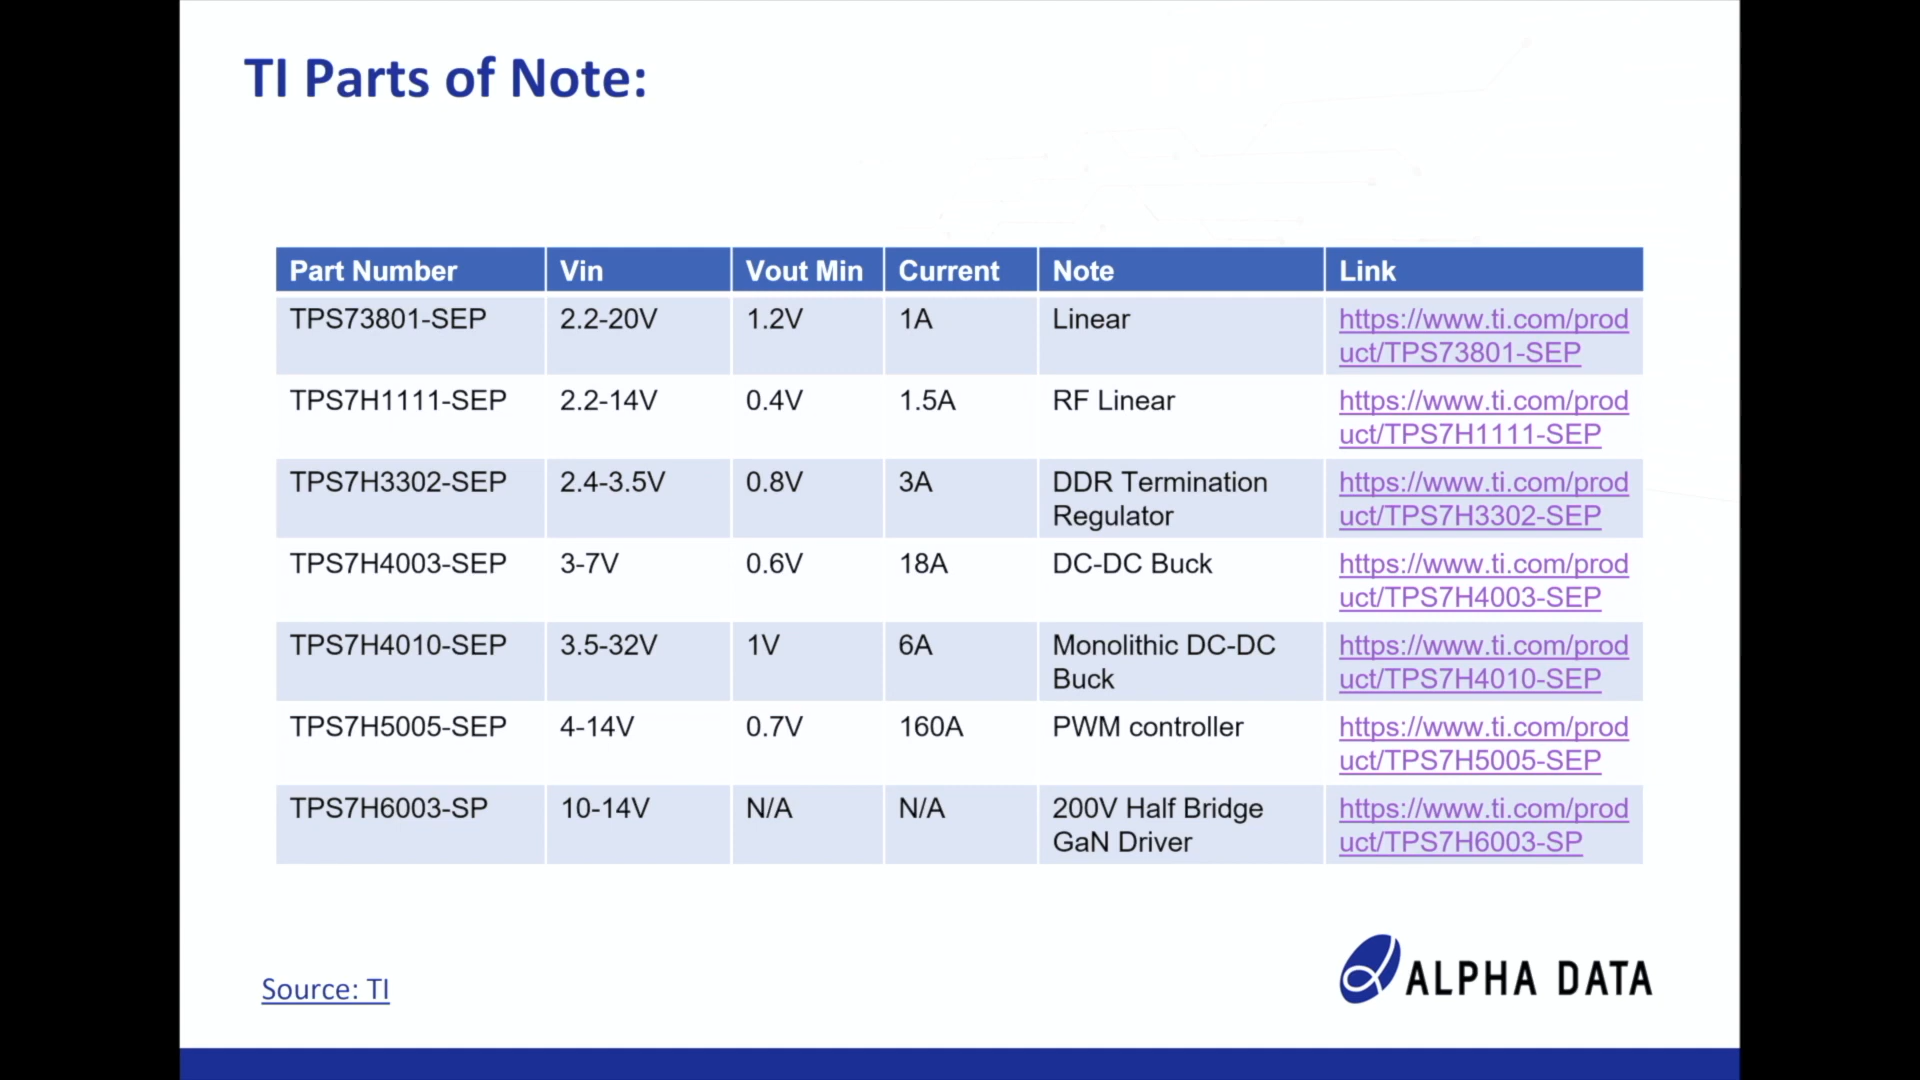 TI Parts of Note:
Part Number Vin Vout Min Current Note Link
TPS73801-SEP 2.2-20V 1.2V 1A Linear https://www.ti.com/prod
uct/TPS73801-SEP
TPS7H1111-SEP 2.2-14V 0.4V 1.5A RF Linear https://www.ti.com/prod
uct/TPS7H1111-SEP
TPS7H3302-SEP 2.4-3.5V 0.8V 3A DDR Termination https://www.ti.com/prod
Regulator uct/TPS7H3302-SEP
TPS7H4003-SEP 3-7V 0.6V 18A DC-DC Buck https://www.ti.com/prod
uct/TPS7H4003-SEP
TPS7H4010-SEP 3.5-32V 1V 6A Monolithic DC-DC https://www.ti.com/prod
Buck uct/TPS7H4010-SEP
TPS7H5005-SEP 4-14V 0.7V 160A PWM controller https://www.ti.com/prod
uct/TPS7H5005-SEP
TPS7H6003-SP 10-14V N/A N/A 200V Half Bridge https://www.ti.com/prod
GaN Driver uct/TPS7H6003-SP
Source: TI
ALPHA DATA